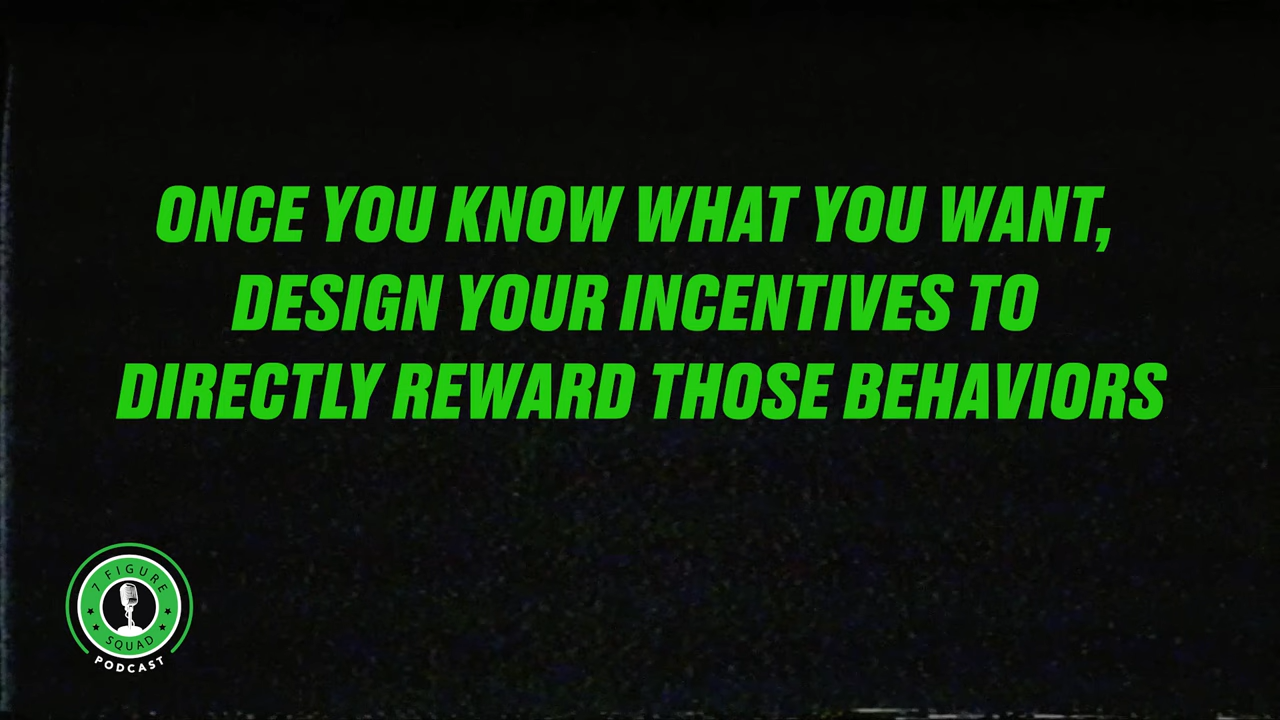 ONCE YOU KNOW WHAT YOU WANT,
DESIGN YOUR INCENTIVES TO
DIRECTLY REWARD THOSE BEHAVIORS
7 FIGURE
SQUAD
PODCAST